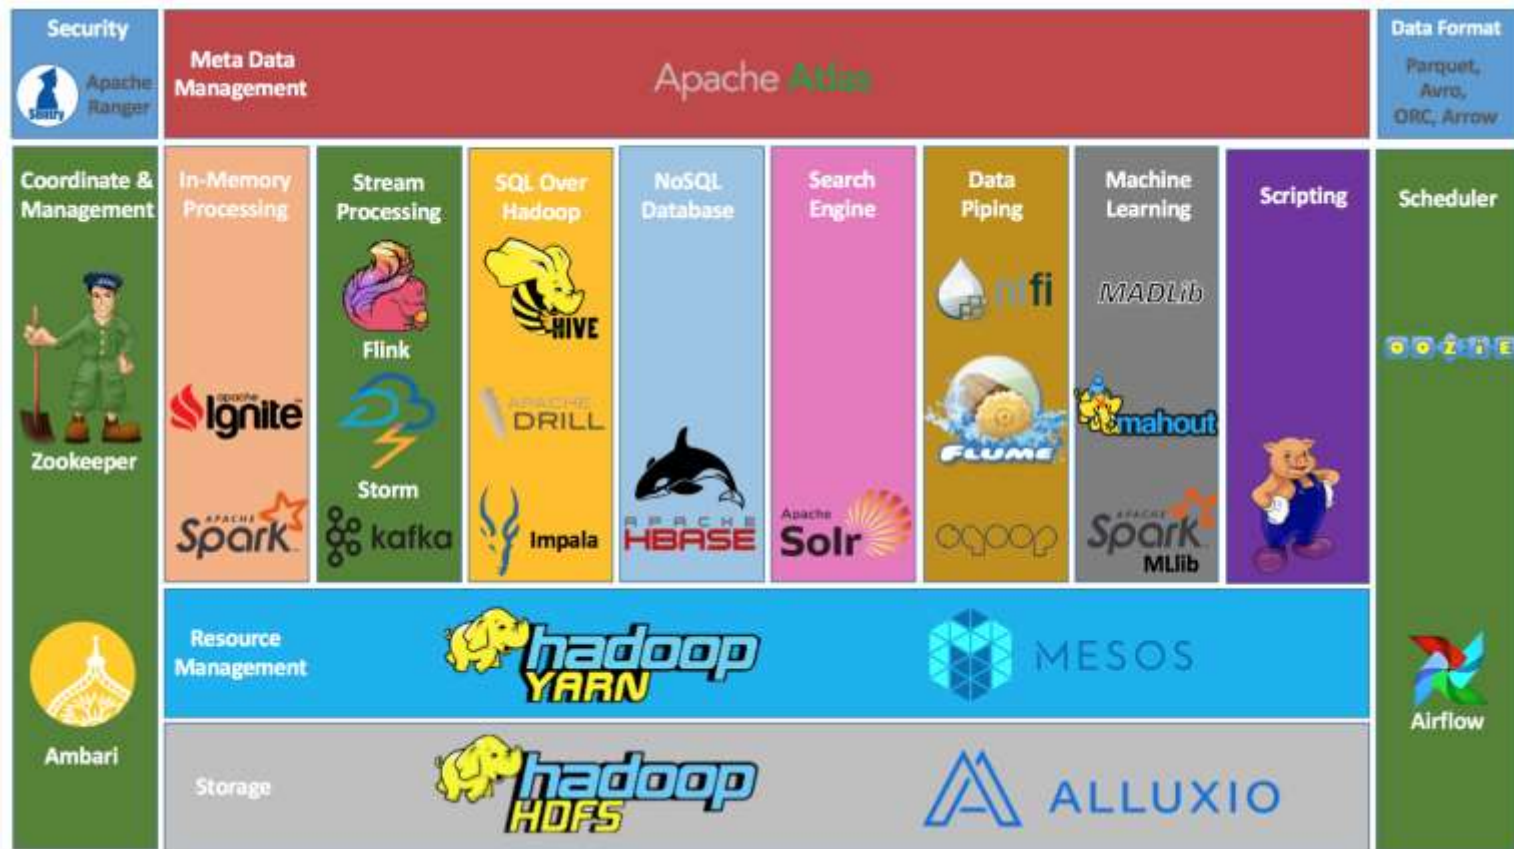 Security
Sentry
Apache
Ranger
Meta Data
Management
Apache Atlas
Data Format
Parquet,
Avro,
ORC, Arrow
Coordinate &
Management
Zookeeper
Ambari
In-Memory
Processing
apache
Ignite
APACHE
Spark
Stream
Processing
Flink
Storm
kafka
SQL Over
Hadoop
HIVE
APACHE
DRILL
Impala
NoSQL
Database
APACHE
HBASE
Search
Engine
Apache
Solr
Data
Piping
nifi
FLUME
sqoop
Machine
Learning
MADLib
mahout
APACHE
Spark
MLlib
Scripting
Scheduler
OOZIE
Airflow
Resource
Management
hadoop
YARN
MESOS
Storage
hadoop
HDFS
ALLUXIO